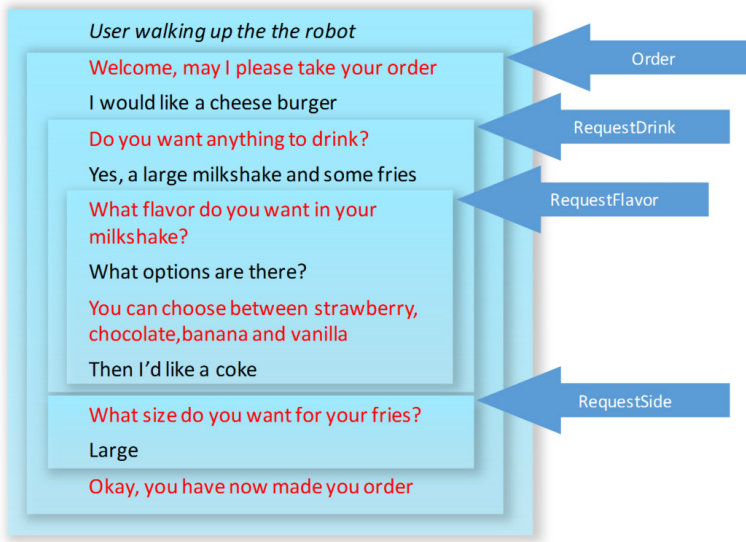 User walking up the the robot
Welcome, may I please take your order
Order
I would like a cheese burger
Do you want anything to drink?
RequestDrink
Yes, a large milkshake and some fries
What flavor do you want in your
milkshake?
RequestFlavor
What options are there?
You can choose between strawberry,
chocolate,banana and vanilla
Then I'd like a coke
What size do you want for your fries?
RequestSide
Large
Okay, you have now made you order